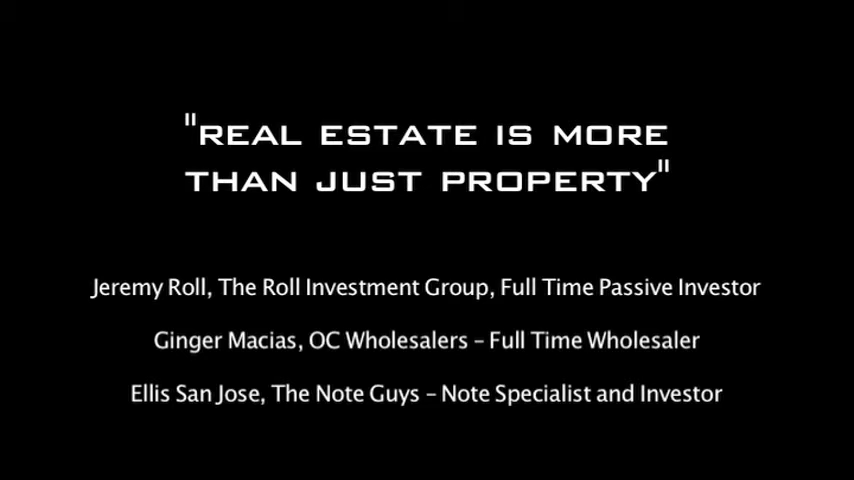 "REAL ESTATE IS MORE
THAN JUST PROPERTY"
Jeremy Roll, The Roll Investment Group, Full Time Passive Investor
Ginger Macias, OC Wholesalers – Full Time Wholesaler
Ellis San Jose, The Note Guys – Note Specialist and Investor